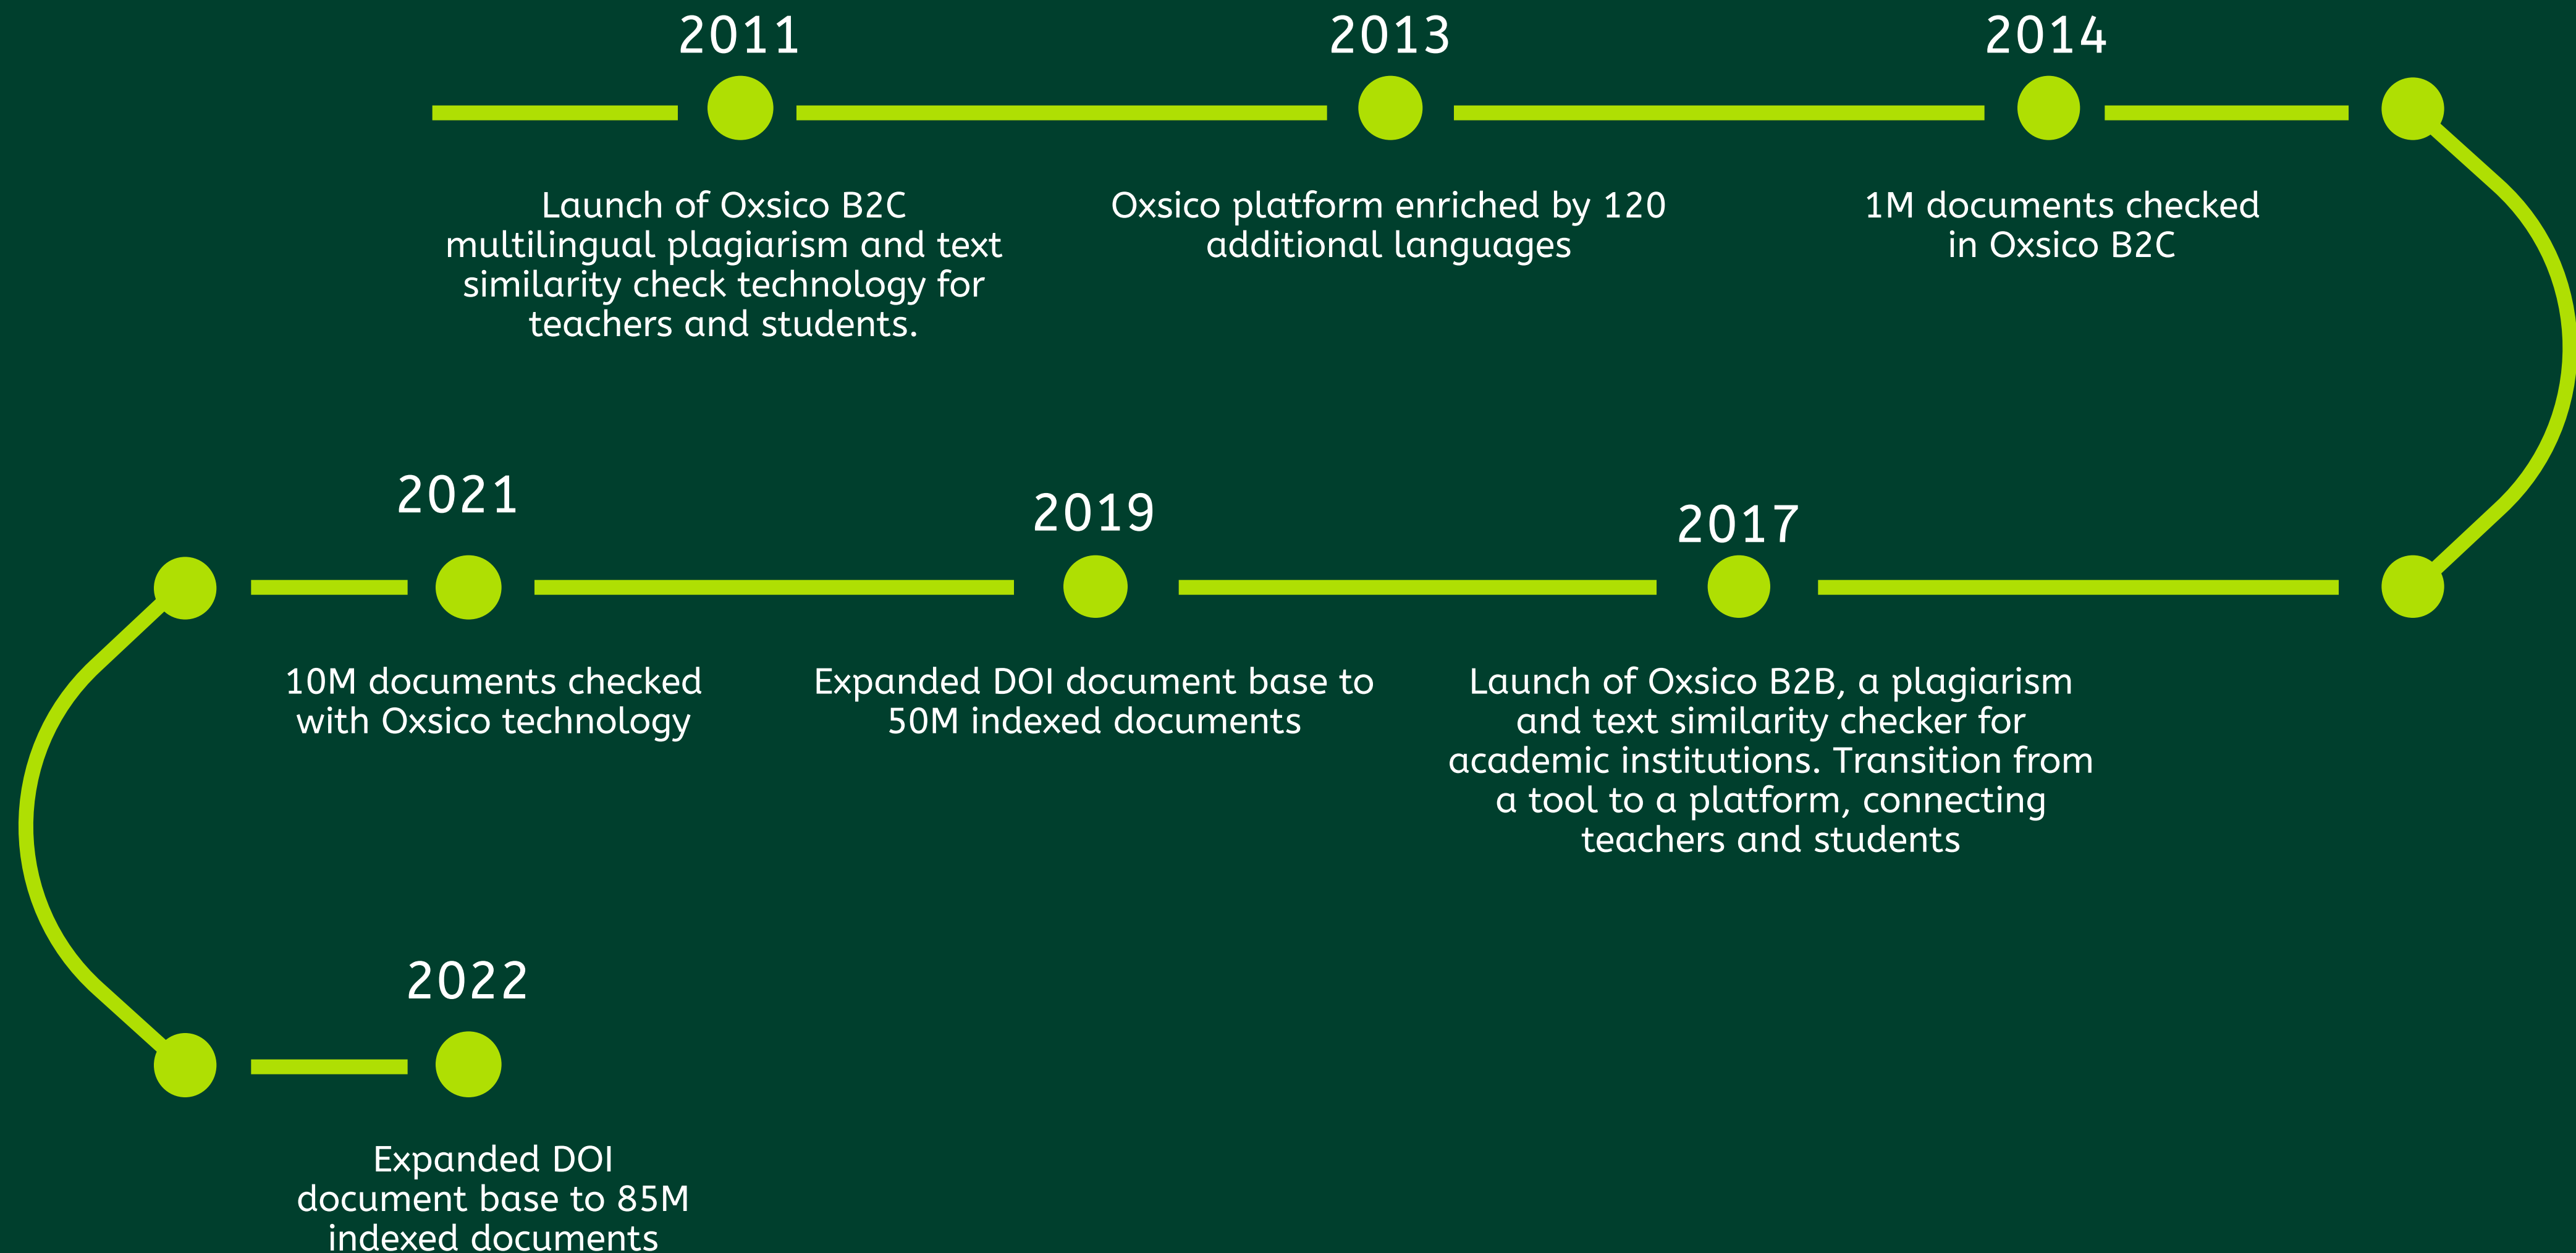 2011
Launch of Oxsico B2C
multilingual plagiarism and text
similarity check technology for
teachers and students.
2013
Oxsico platform enriched by 120
additional languages
2014
1M documents checked
in Oxsico B2C
2017
Launch of Oxsico B2B, a plagiarism
and text similarity checker for
academic institutions. Transition from
a tool to a platform, connecting
teachers and students
2019
Expanded DOI document base to
50M indexed documents
2021
10M documents checked
with Oxsico technology
2022
Expanded DOI
document base to 85M
indexed documents